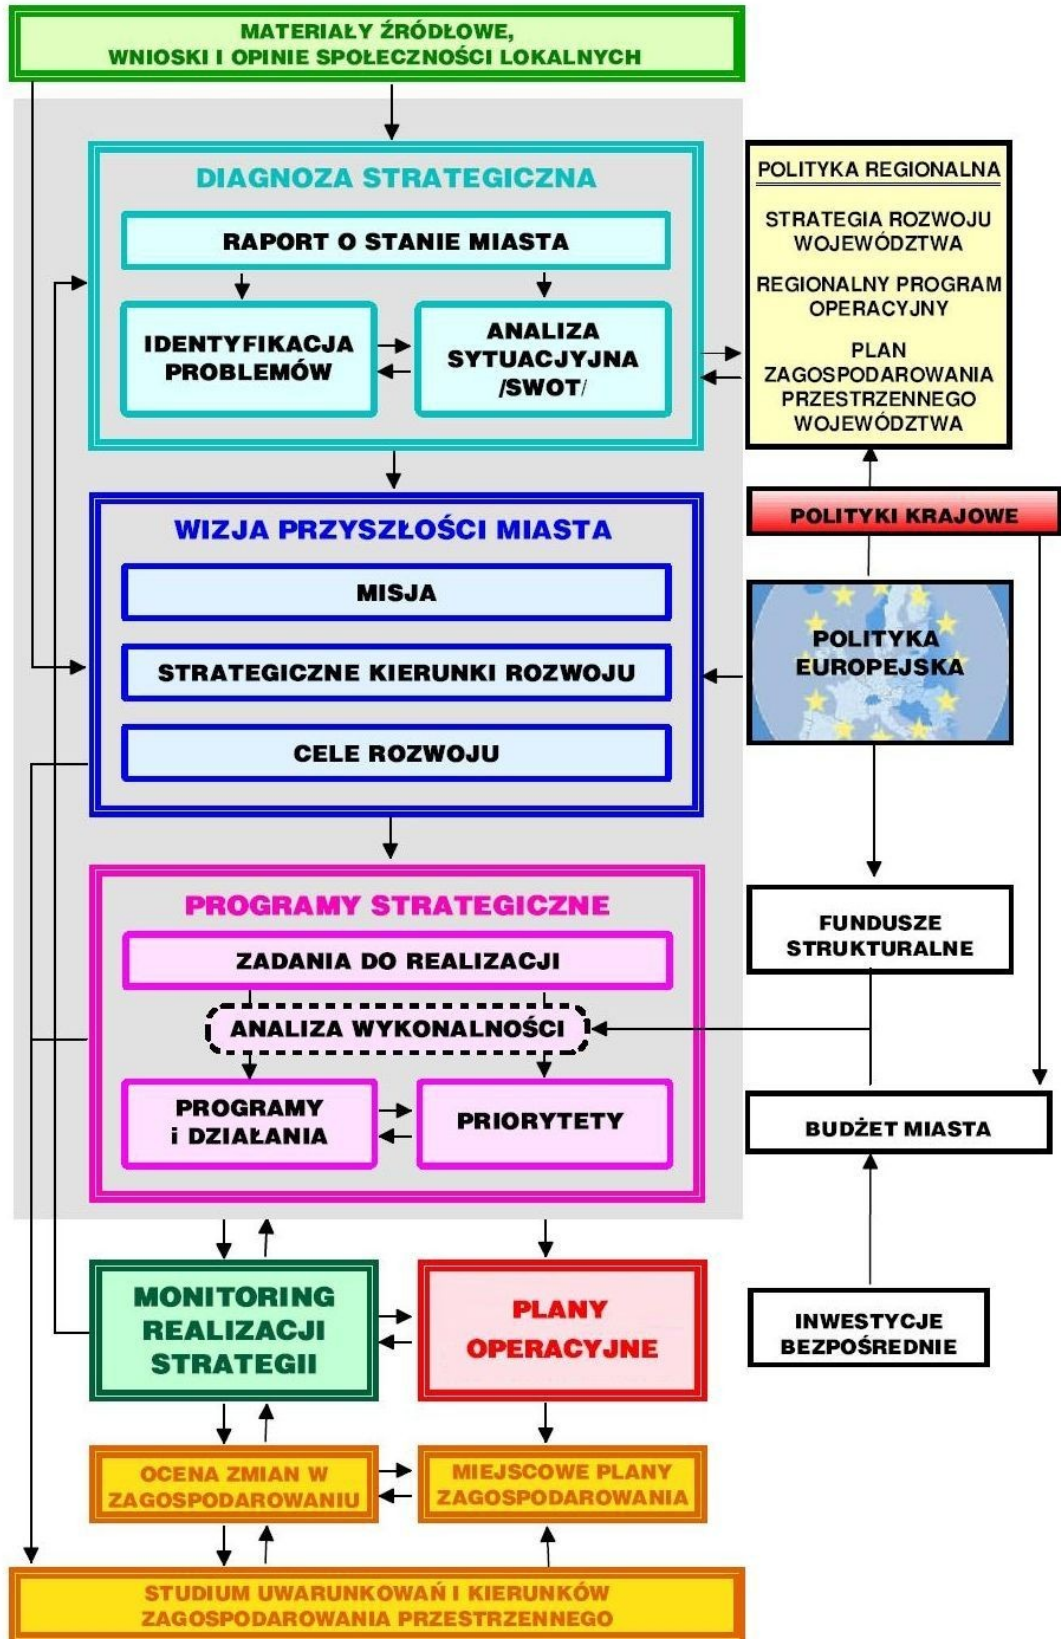 MATERIAŁY ŹRÓDŁOWE,
WNIOSKI I OPINIE SPOŁECZNOŚCI LOKALNYCH
DIAGNOZA STRATEGICZNA
RAPORT O STANIE MIASTA
IDENTYFIKACJA
PROBLEMÓW
ANALIZA
SYTUACYJYJNA
/SWOT/
POLITYKA REGIONALNA
STRATEGIA ROZWOJU
WOJEWÓDZTWA
REGIONALNY PROGRAM
OPERACYJNY
PLAN
ZAGOSPODAROWANIA
PRZESTRZENNEGO
WOJEWÓDZTWA
POLITYKI KRAJOWE
WIZJA PRZYSZŁOŚCI MIASTA
MISJA
STRATEGICZNE KIERUNKI ROZWOJU
CELE ROZWOJU
POLITYKA
EUROPEJSKA
PROGRAMY STRATEGICZNE
ZADANIA DO REALIZACJI
ANALIZA WYKONALNOŚCI
PROGRAMY
i DZIAŁANIA
PRIORYTETY
FUNDUSZE
STRUKTURALNE
BUDŻET MIASTA
INWESTYCJE
BEZPOŚREDNIE
MONITORING
REALIZACJI
STRATEGII
PLANY
OPERACYJNE
OCENA ZMIAN W
ZAGOSPODAROWANIU
MIEJSCOWE PLANY
ZAGOSPODAROWANIA
STUDIUM UWARUNKOWAŃ I KIERUNKÓW
ZAGOSPODAROWANIA PRZESTRZENNEGO